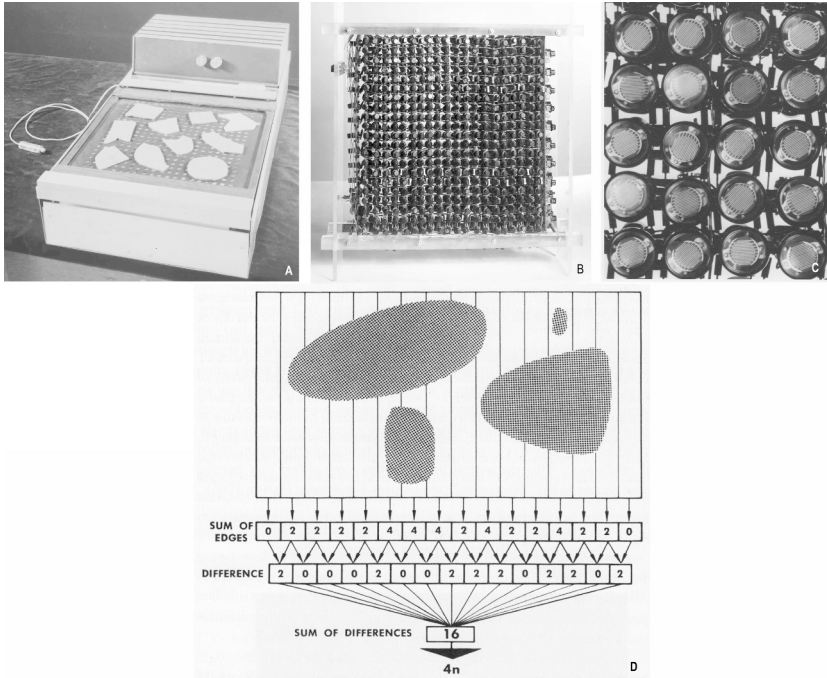 A
B
C
SUM OF
EDGES
0 2 2 2 2 4 4 4 2 4 2 2 4 2 2 0
DIFFERENCE
2 0 0 0 2 0 0 2 2 2 0 2 2 0 2
SUM OF DIFFERENCES
16
4n
D